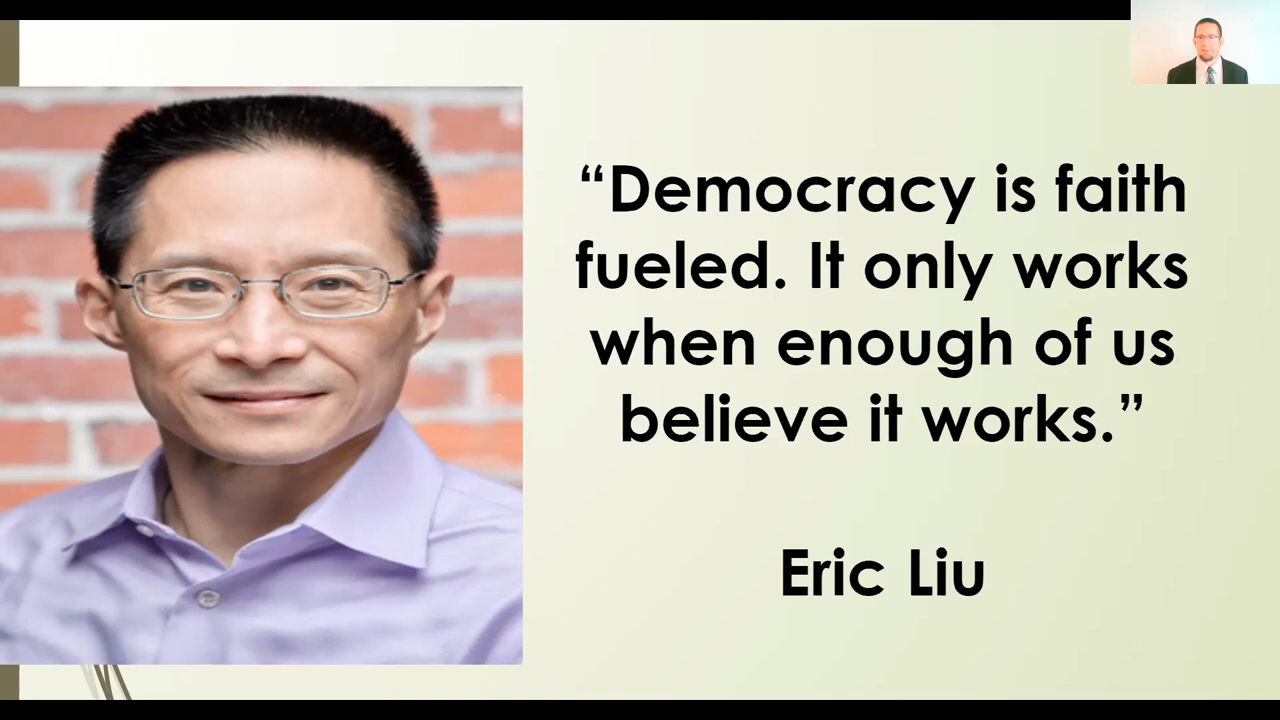 “Democracy is faith
fueled. It only works
when enough of us
believe it works.”
Eric Liu